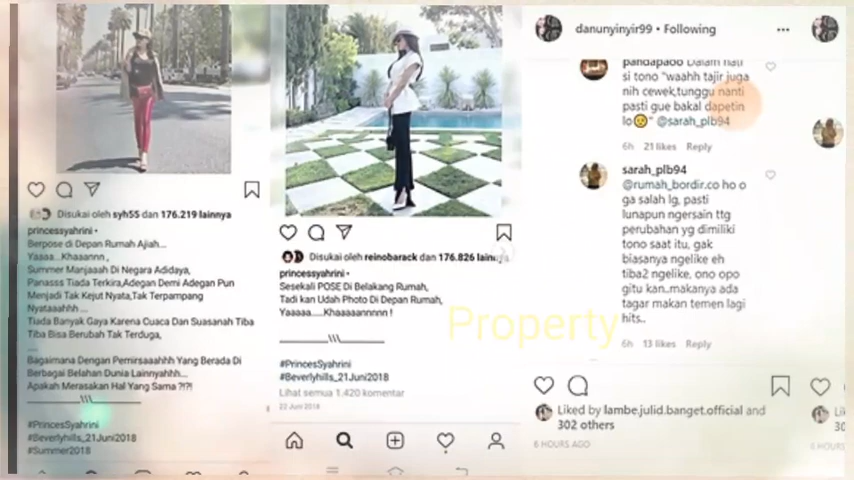 Disukai oleh syh55 dan 176.219 lainnya
princessyahrini •
Berpose di Depan Rumah Ajiah...
Yaaaa...Khaaannn ,
Summer Manjaaah Di Negara Adidaya,
Panasss Tiada Terkira,Adegan Demi Adegan Pun
Menjadi Tak Kejut Nyata,Tak Terpampang
Nyataaahhh ...
Tiada Banyak Gaya Karena Cuaca Dan Suasanah Tiba
Tiba Bisa Berubah Tak Terduga,
....
Bagaimana Dengan Pemirsaaahhh Yang Berada Di
Berbagai Belahan Dunia Lainnyahhh...
Apakah Merasakan Hal Yang Sama ?!?!
\\\
#PrincesSyahrini
#Beverlyhills_21Juni2018
#Summer2018
Disukai oleh reinobarack dan 176.826 lainnya
princessyahrini •
Sesekali POSE Di Belakang Rumah,
Tadi kan Udah Photo Di Depan Rumah,
Yaaaa.....Khaaaannnnn !
\\\
#PrincesSyahrini
#Beverlyhills_21Juni2018
Lihat semua 1.420 komentar
22 Juni 2018
Property
danunyinyir99 • Following
pandapaoo Dalam hati
si tono "waahh tajir juga
nih cewek,tunggu nanti
pasti gue bakal dapetin
lo😢" @sarah_plb94
6h 21 likes Reply
sarah_plb94
@rumah_bordir.co ho o
ga salah lg, pasti
lunapun ngersain ttg
perubahan yg dimiliki
tono saat itu, gak
biasanya ngelike eh
tiba2 ngelike, ono opo
gitu kan..makanya ada
tagar makan temen lagi
hits..
6h 13 likes Reply
Liked by lambe.julid.banget.official and
302 others
6 HOURS AGO
Lik
oth
6 HOURS